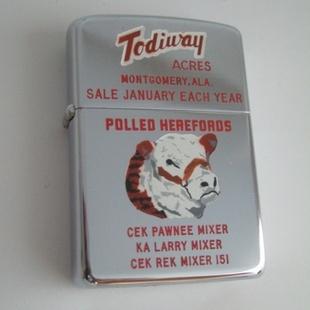 Todiway
ACRES
MONTGOMERY, ALA.
SALE JANUARY EACH YEAR
POLLED HEREFORDS
CEK PAWNEE MIXER
KA LARRY MIXER
CEK REK MIXER 151